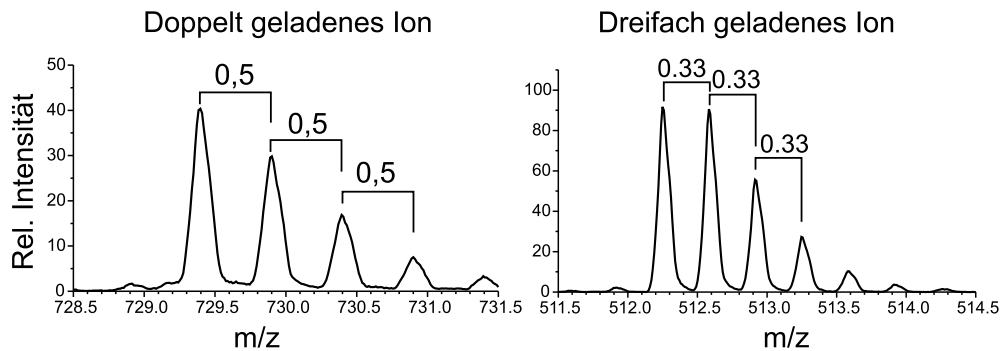 Doppelt geladenes Ion
Dreifach geladenes Ion
50
40
30
20
10
0
Rel. Intensität
0,5
0,5
0,5
728.5 729.0 729.5 730.0 730.5 731.0 731.5
m/z
100
80
60
40
20
0
0.33
0.33
0.33
511.5 512.0 512.5 513.0 513.5 514.0 514.5
m/z